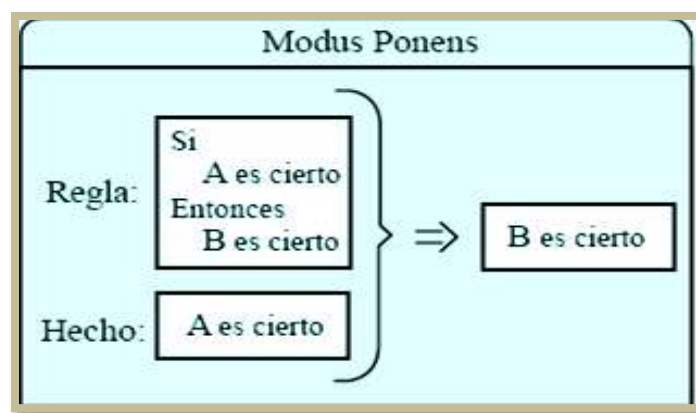 Modus Ponens
Regla:
Si
A es cierto
Entonces
B es cierto
Hecho:
A es cierto
⇒
B es cierto